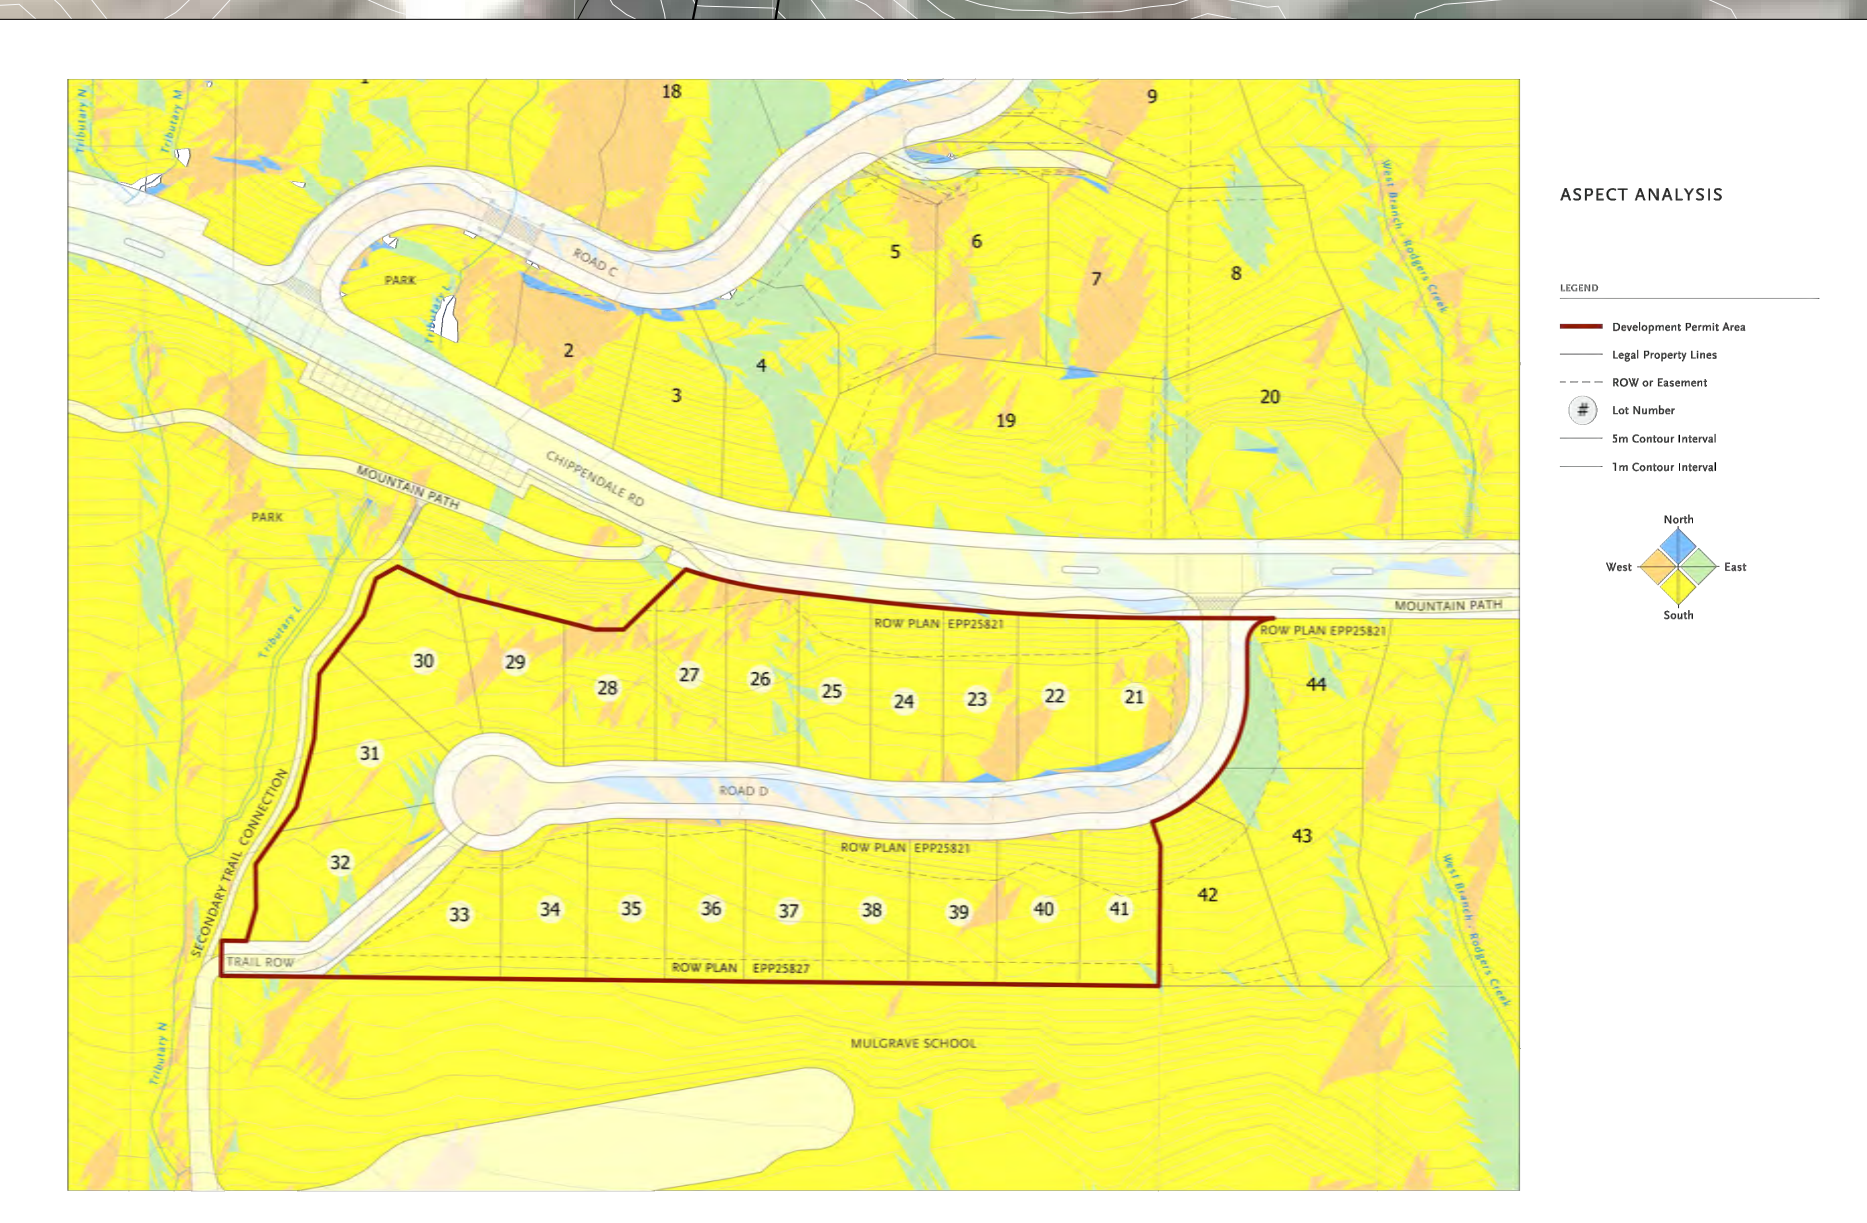 18
9
Tributary N
Tributary M
West Branch - Rodgers Creek
5
6
7
8
ROAD C
PARK
Tributary L
2
3
4
19
20
CHIPPENDALE RD
MOUNTAIN PATH
PARK
MOUNTAIN PATH
ROW PLAN EPP25821
ROW PLAN EPP25821
Tributary L
30
29
28
27
26
25
24
23
22
21
44
31
ROAD D
SECONDARY TRAIL CONNECTION
ROW PLAN EPP25821
43
32
33
34
35
36
37
38
39
40
41
42
West Branch - Rodgers Creek
TRAIL ROW
ROW PLAN EPP25827
MULGRAVE SCHOOL
Tributary N
ASPECT ANALYSIS
LEGEND
Development Permit Area
Legal Property Lines
ROW or Easement
# Lot Number
5m Contour Interval
1m Contour Interval
North
West
East
South